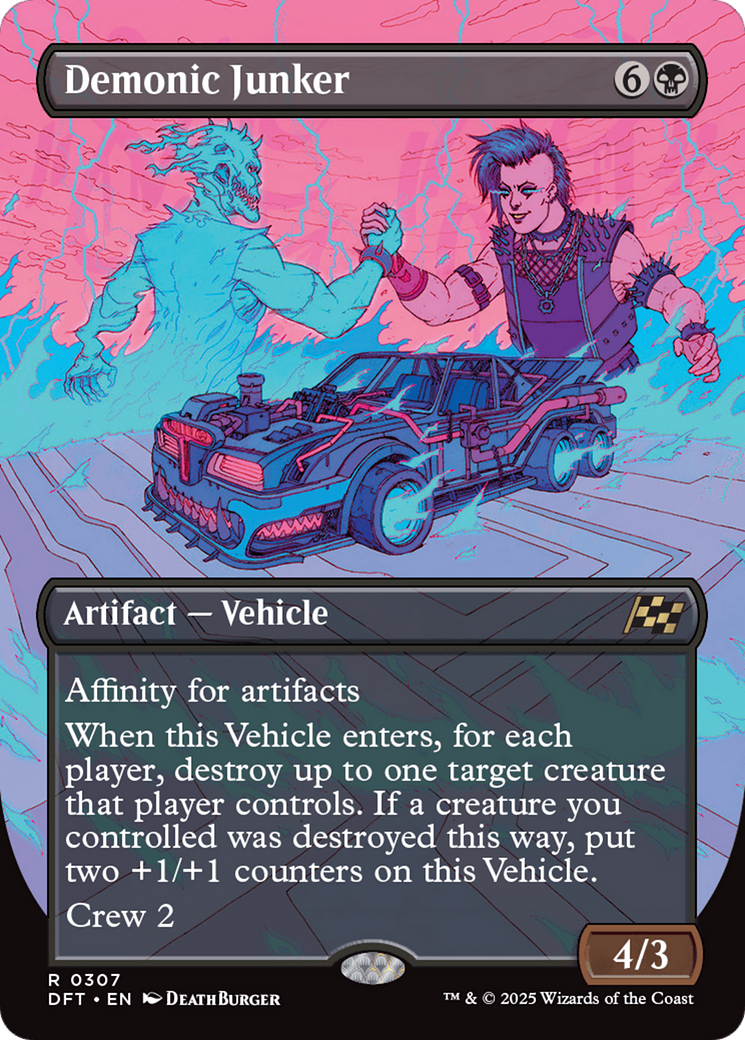 Demonic Junker 6
Artifact — Vehicle
Affinity for artifacts
When this Vehicle enters, for each
player, destroy up to one target creature
that player controls. If a creature you
controlled was destroyed this way, put
two +1/+1 counters on this Vehicle.
Crew 2
4/3
R 0307
DFT • EN DeathBurger
™ & © 2025 Wizards of the Coast